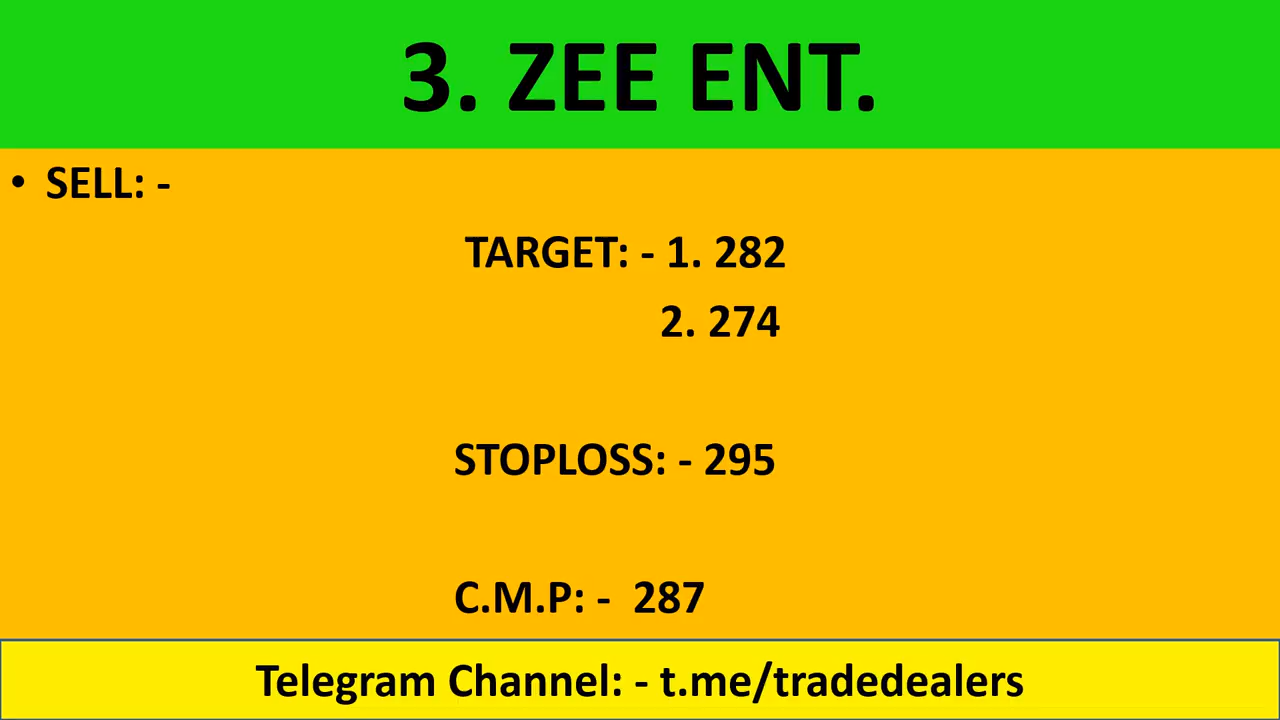 3. ZEE ENT.
• SELL: -
TARGET: - 1. 282
2. 274
STOPLOSS: - 295
C.M.P: - 287
Telegram Channel: - t.me/tradedealers